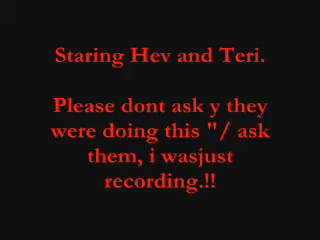 Staring Hev and Teri.
Please dont ask y they
were doing this "/ ask
them, i wasjust
recording.!!